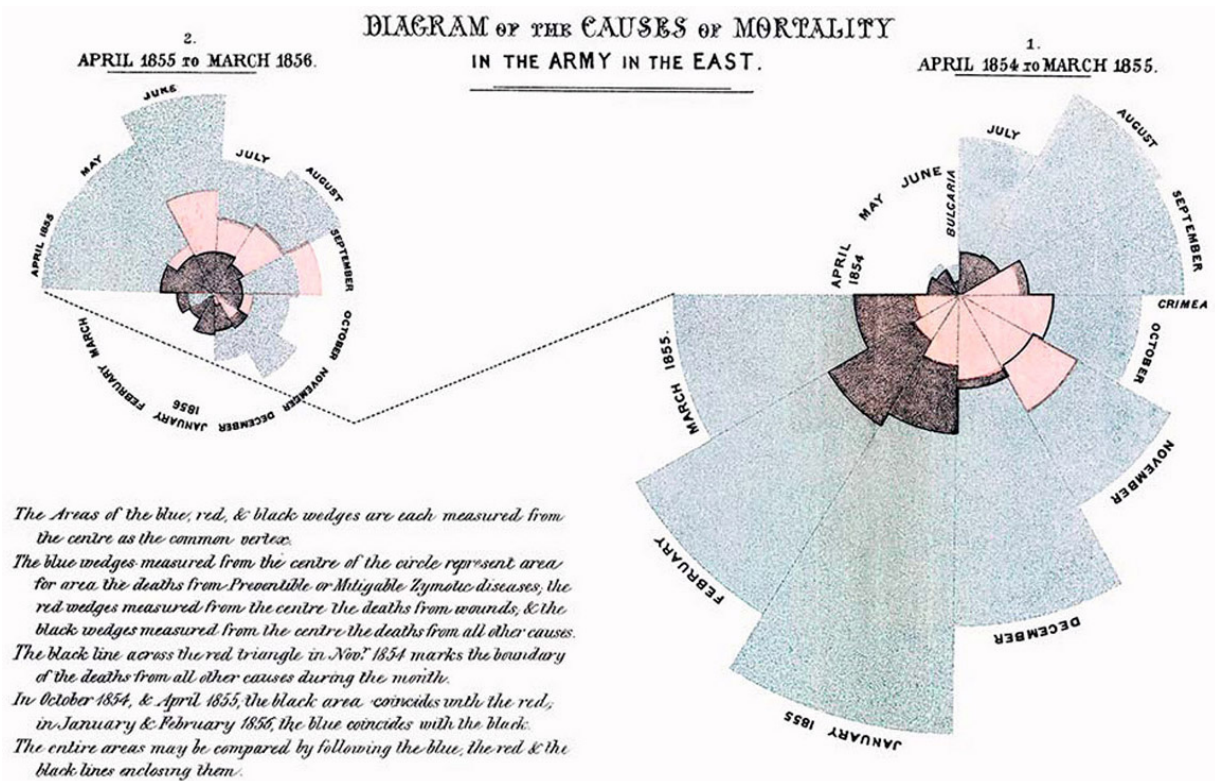 DIAGRAM OF THE CAUSES OF MORTALITY
IN THE ARMY IN THE EAST.
2.
APRIL 1855 TO MARCH 1856.
1.
APRIL 1854 TO MARCH 1855.
JUNE
MAY
JULY
AUGUST
APRIL 1855
SEPTEMBER
OCTOBER
NOVEMBER
DECEMBER
JANUARY
1856
FEBRUARY
MARCH
APRIL
1854
MAY
JUNE
BULGARIA
JULY
AUGUST
SEPTEMBER
CRIMEA
OCTOBER
NOVEMBER
DECEMBER
JANUARY 1855
FEBRUARY
MARCH 1855.
The Areas of the blue, red, & black wedges are each measured from
the centre as the common vertex.
The blue wedges measured from the centre of the circle represent area
for area the deaths from Preventible or Mitigable Zymotic diseases; the
red wedges measured from the centre the deaths from wounds; & the
black wedges measured from the centre the deaths from all other causes.
The black line across the red triangle in Novr. 1854 marks the boundary
of the deaths from all other causes during the month.
In October 1854, & April 1855, the black area coincides with the red;
in January & February 1856, the blue coincides with the black.
The entire areas may be compared by following the blue, the red & the
black lines enclosing them.